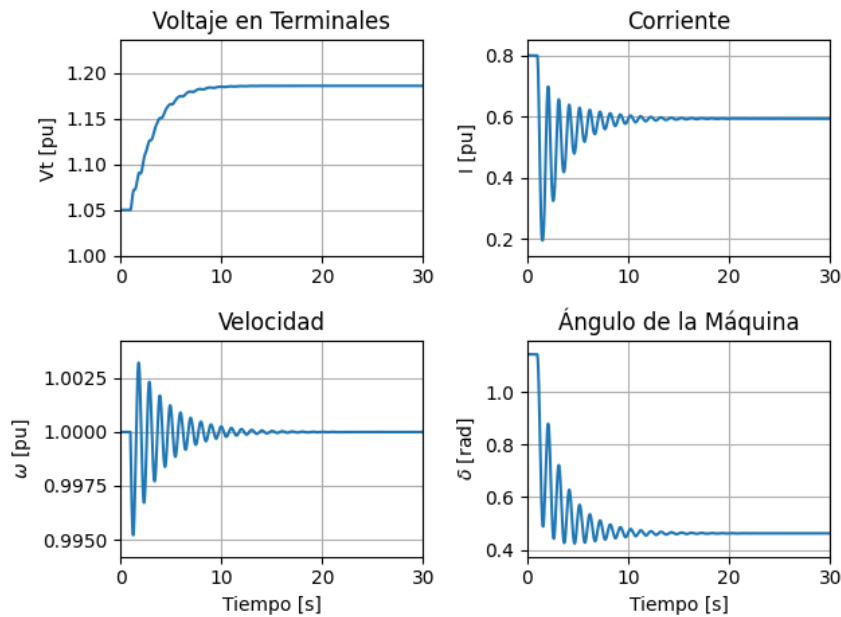 Voltaje en Terminales
Vt [pu]
1.20
1.15
1.10
1.05
1.00
0 10 20 30
Corriente
I [pu]
0.8
0.6
0.4
0.2
0 10 20 30
Velocidad
ω [pu]
1.0025
1.0000
0.9975
0.9950
0 10 20 30
Tiempo [s]
Ángulo de la Máquina
δ [rad]
1.0
0.8
0.6
0.4
0 10 20 30
Tiempo [s]